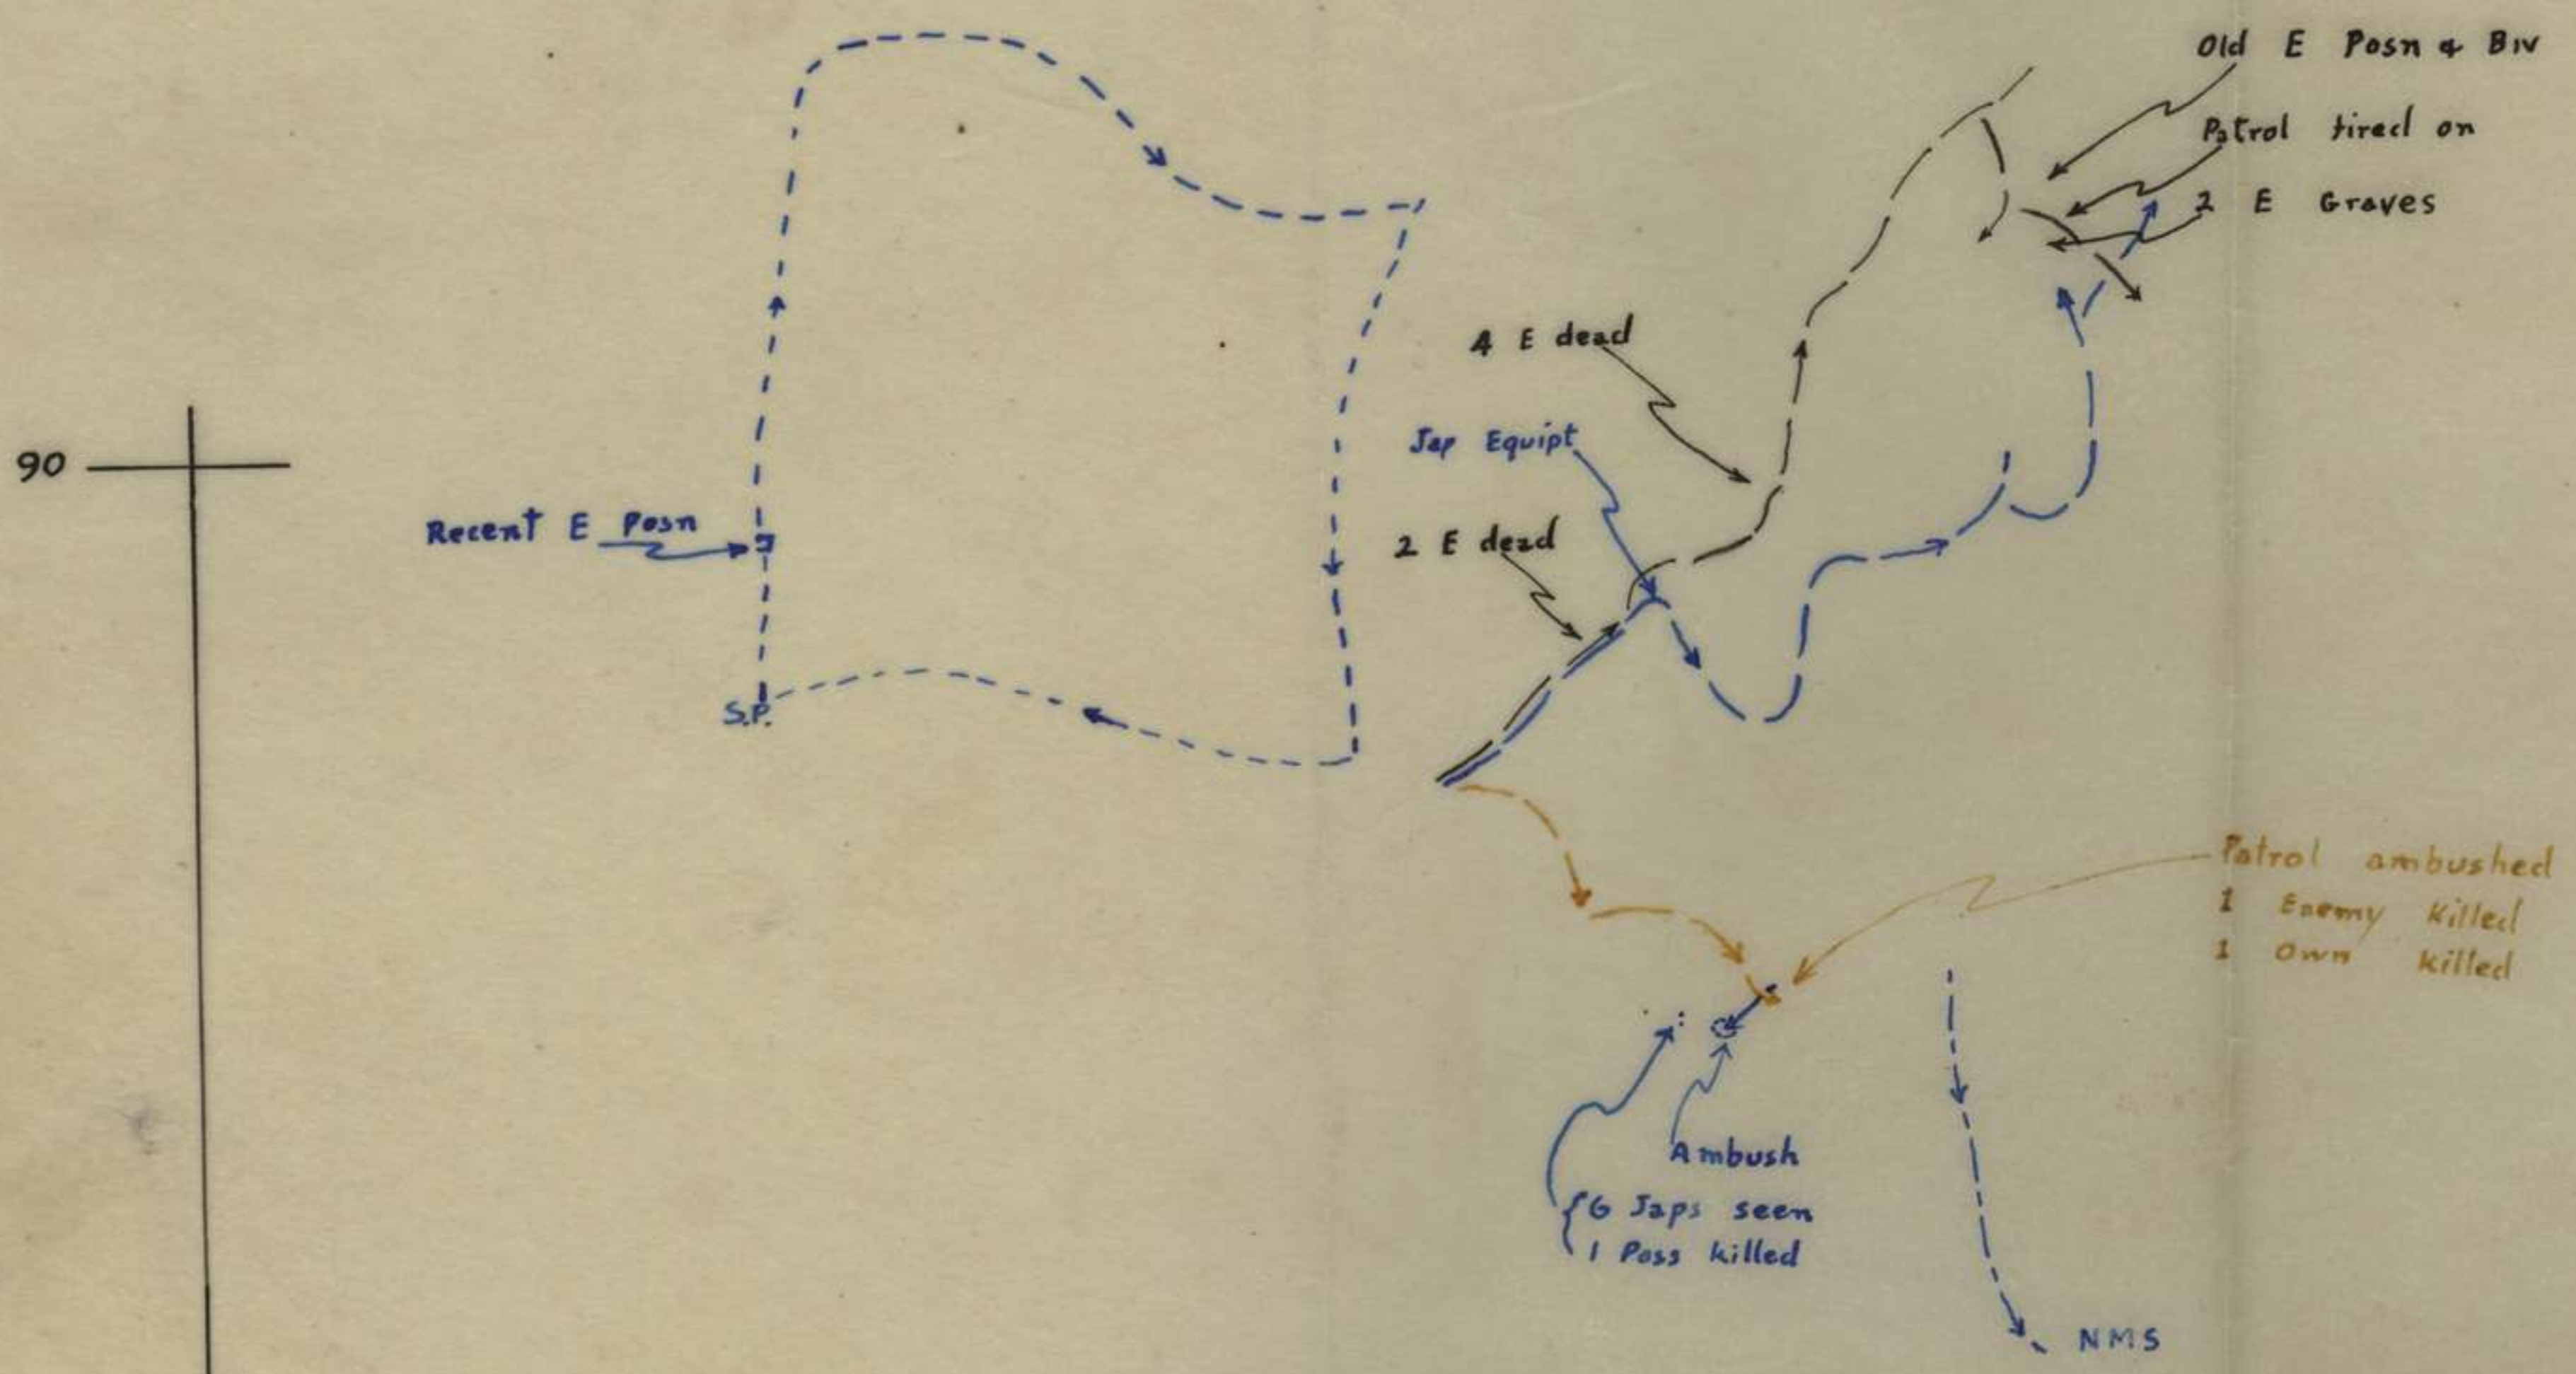 Old E Posn & Biv
Patrol fired on
2 E Graves
4 E dead
Jap Equipt
90
Recent E Posn
2 E dead
S.P.
Patrol ambushed
1 Enemy Killed
1 Own Killed
Ambush
6 Japs seen
1 Poss killed
NMS